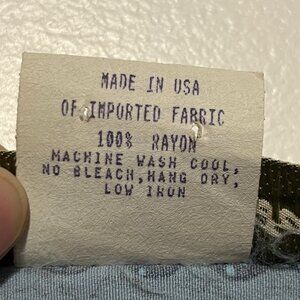 MADE IN USA
OF IMPORTED FABRIC
100% RAYON
MACHINE WASH COOL,
NO BLEACH, HANG DRY,
LOW IRON